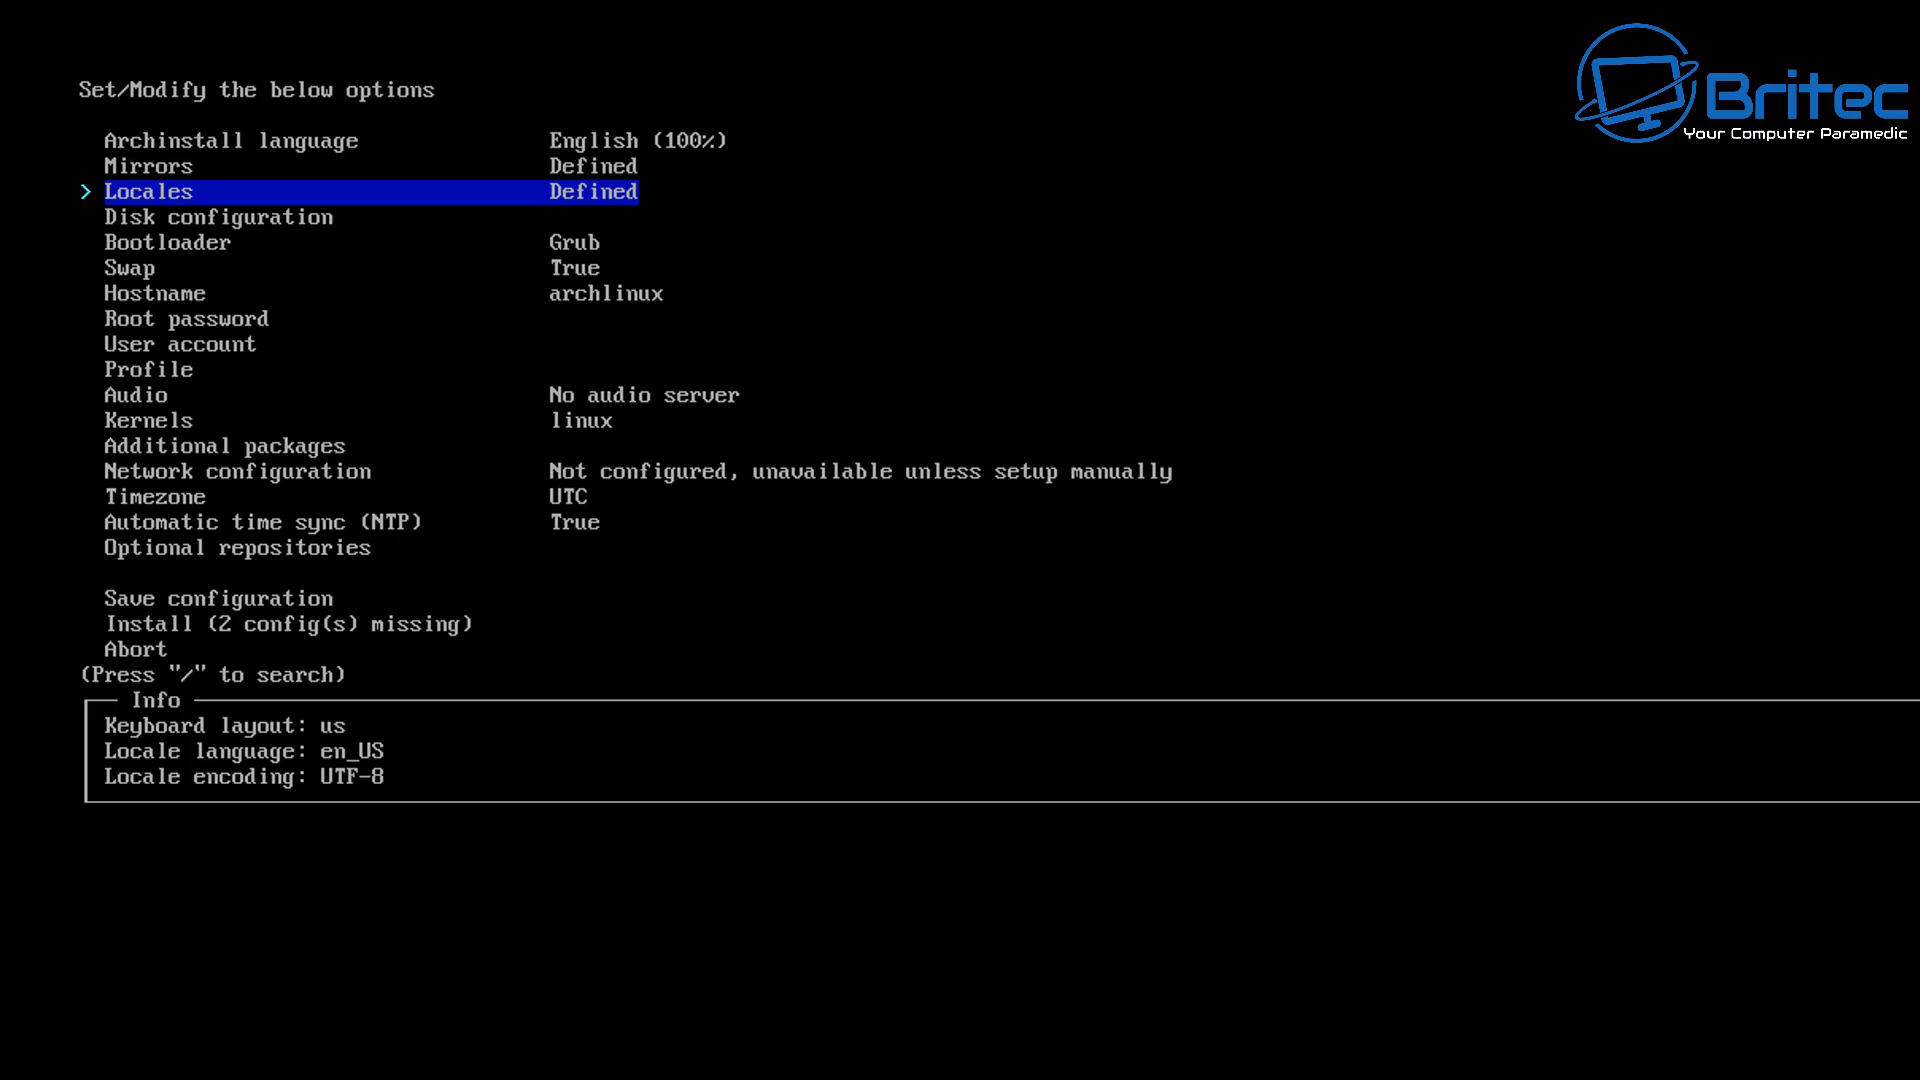 Britec
Your Computer Paramedic
Set/Modify the below options
Archinstall language English (100%)
Mirrors Defined
> Locales Defined
Disk configuration
Bootloader Grub
Swap True
Hostname archlinux
Root password
User account
Profile
Audio No audio server
Kernels linux
Additional packages
Network configuration Not configured, unavailable unless setup manually
Timezone UTC
Automatic time sync (NTP) True
Optional repositories
Save configuration
Install (2 config(s) missing)
Abort
(Press "/" to search)
Info
Keyboard layout: us
Locale language: en_US
Locale encoding: UTF-8